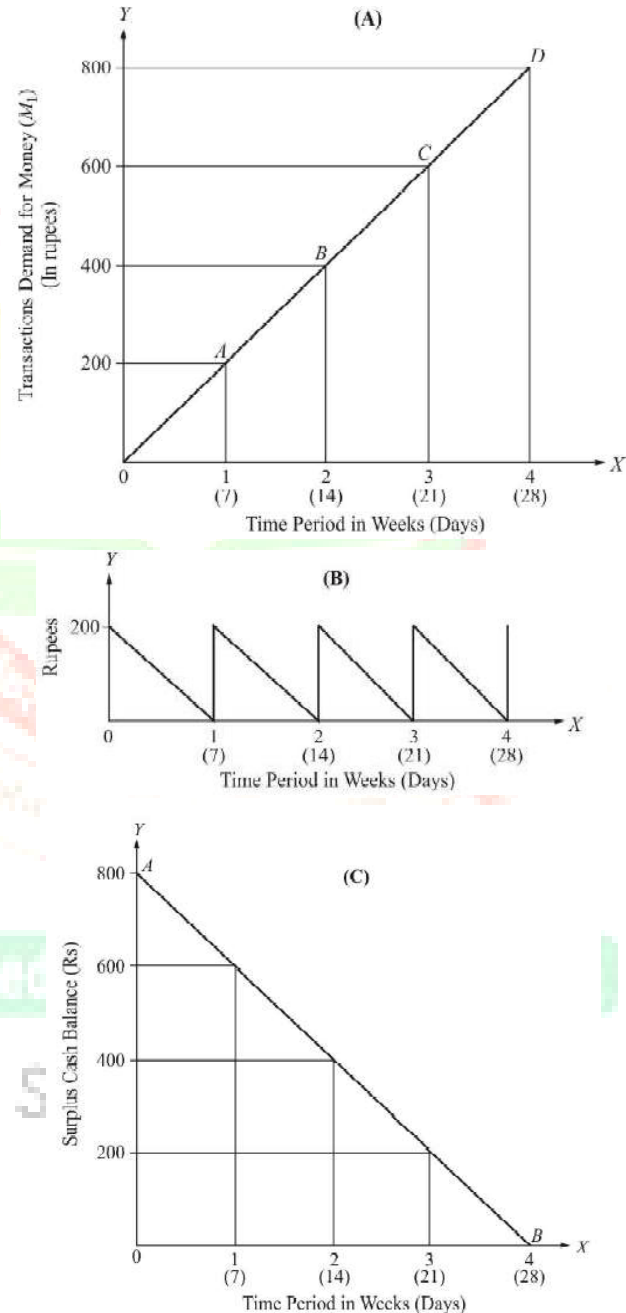 Y
(A)
800
D
600
C
400
B
200
A
0 1 2 3 4 X
(7) (14) (21) (28)
Time Period in Weeks (Days)
Transactions Demand for Money (M₁)
(In rupees)
Y
(B)
200
Rupees
0 1 2 3 4 X
(7) (14) (21) (28)
Time Period in Weeks (Days)
Y
(C)
800
A
600
400
200
B
0 1 2 3 4 X
(7) (14) (21) (28)
Time Period in Weeks (Days)
Surplus Cash Balance (Rs)